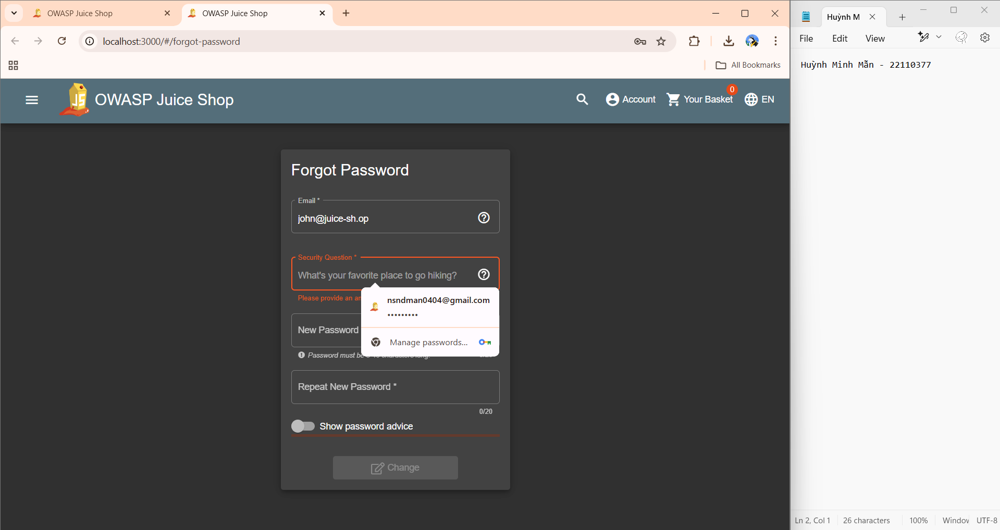 OWASP Juice Shop
OWASP Juice Shop
localhost:3000/#/forgot-password
All Bookmarks
OWASP Juice Shop
Account
0
Your Basket
EN
Forgot Password
Email *
john@juice-sh.op
Security Question *
What's your favorite place to go hiking?
Please provide an
nsndman0404@gmail.com
•••••••••
Manage passwords...
New Password
Password must be
Repeat New Password *
0/20
Show password advice
Change
Huỳnh M
File Edit View
Huỳnh Minh Mẫn - 22110377
Ln 2, Col 1 26 characters 100% Window UTF-8